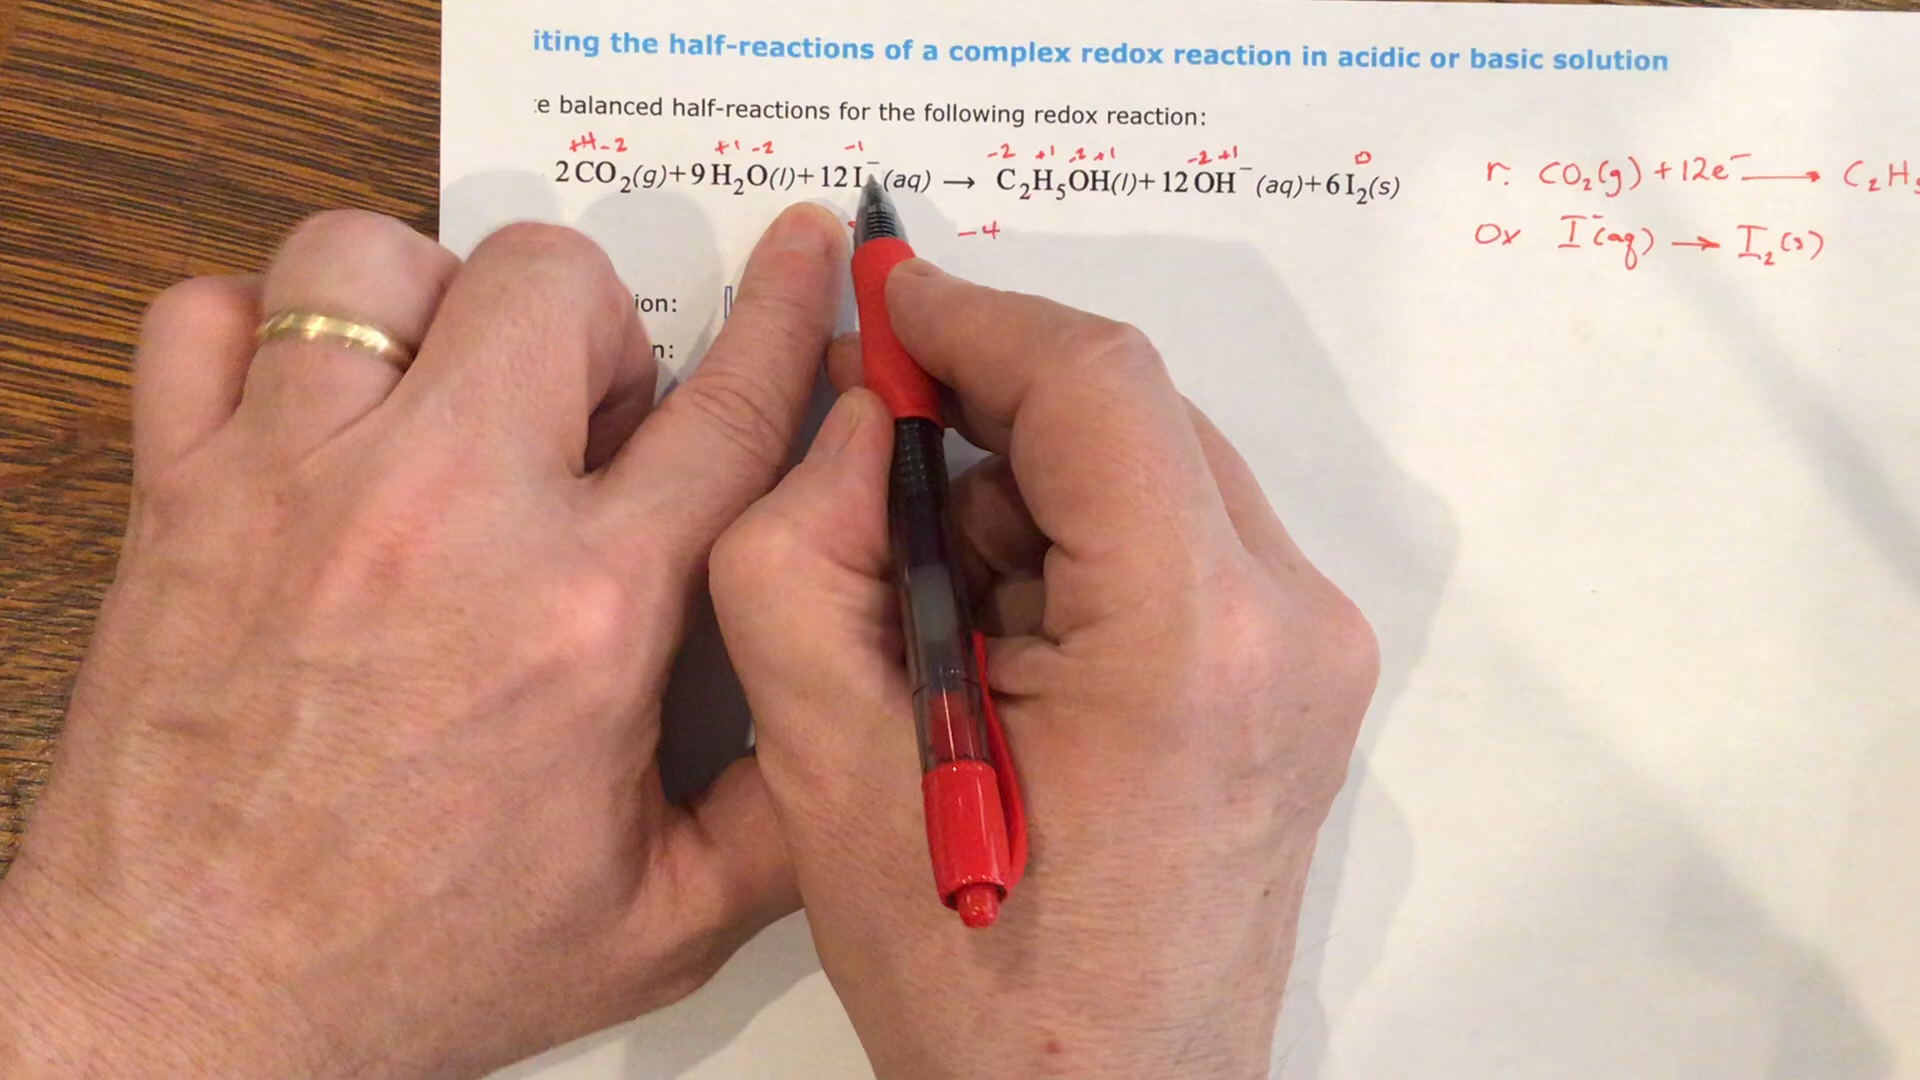 iting the half-reactions of a complex redox reaction in acidic or basic solution
:e balanced half-reactions for the following redox reaction:
+4 -2 +1 -2 -1 -2 +1 -2 +1 -2 +1 0
2CO₂(g)+9H₂O(l)+12I⁻(aq) → C₂H₅OH(l)+12OH⁻(aq)+6I₂(s)
r. CO₂(g) + 12e⁻ → C₂H₅
-4
Ox I⁻(aq) → I₂(s)
ion:
n: